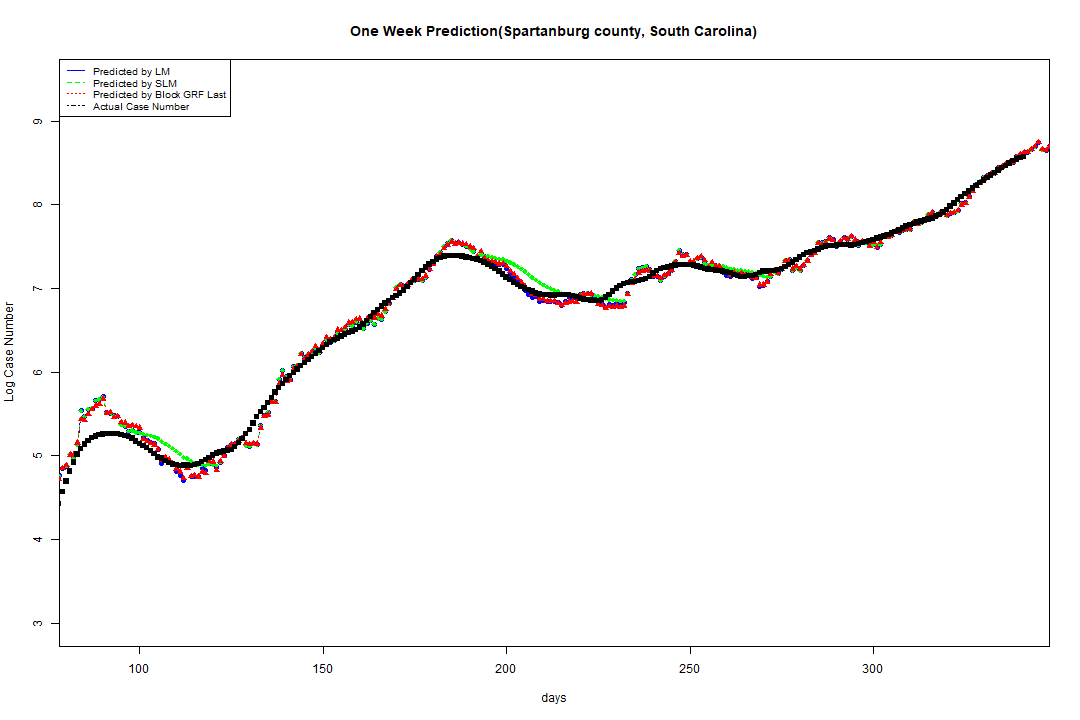 One Week Prediction(Spartanburg county, South Carolina)
Predicted by LM
Predicted by SLM
Predicted by Block GRF Last
Actual Case Number
9
8
7
6
5
4
3
Log Case Number
100 150 200 250 300
days